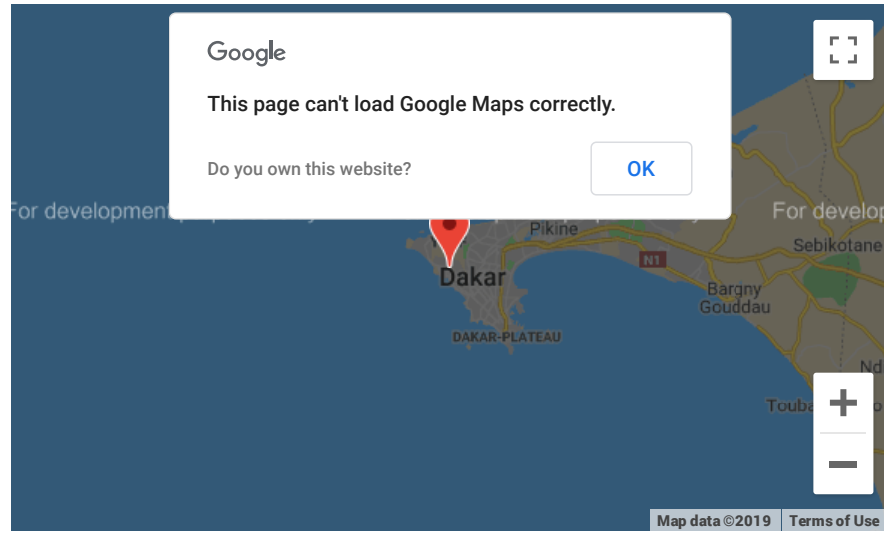 Google
This page can't load Google Maps correctly.
Do you own this website?
OK
For development
For develop
Pikine
Sebikotane
N1
Dakar
Bargny
Gouddau
DAKAR-PLATEAU
Nd
Touba
Map data ©2019
Terms of Use